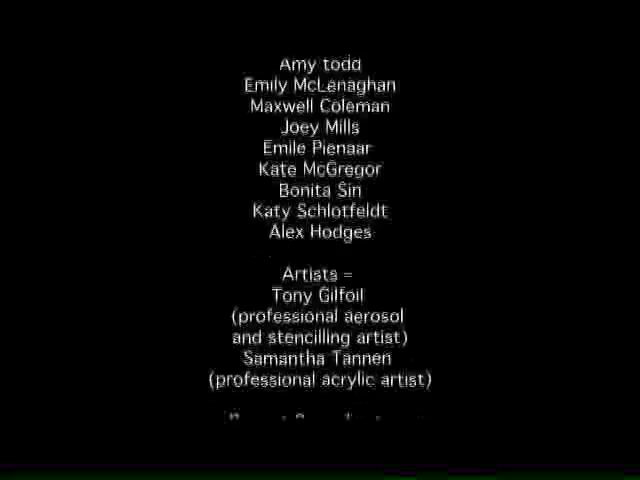 Amy todd
Emily McLenaghan
Maxwell Coleman
Joey Mills
Emile Pienaar
Kate McGregor
Bonita Sin
Katy Schlotfeldt
Alex Hodges
Artists =
Tony Gilfoil
(professional aerosol
and stencilling artist)
Samantha Tannen
(professional acrylic artist)